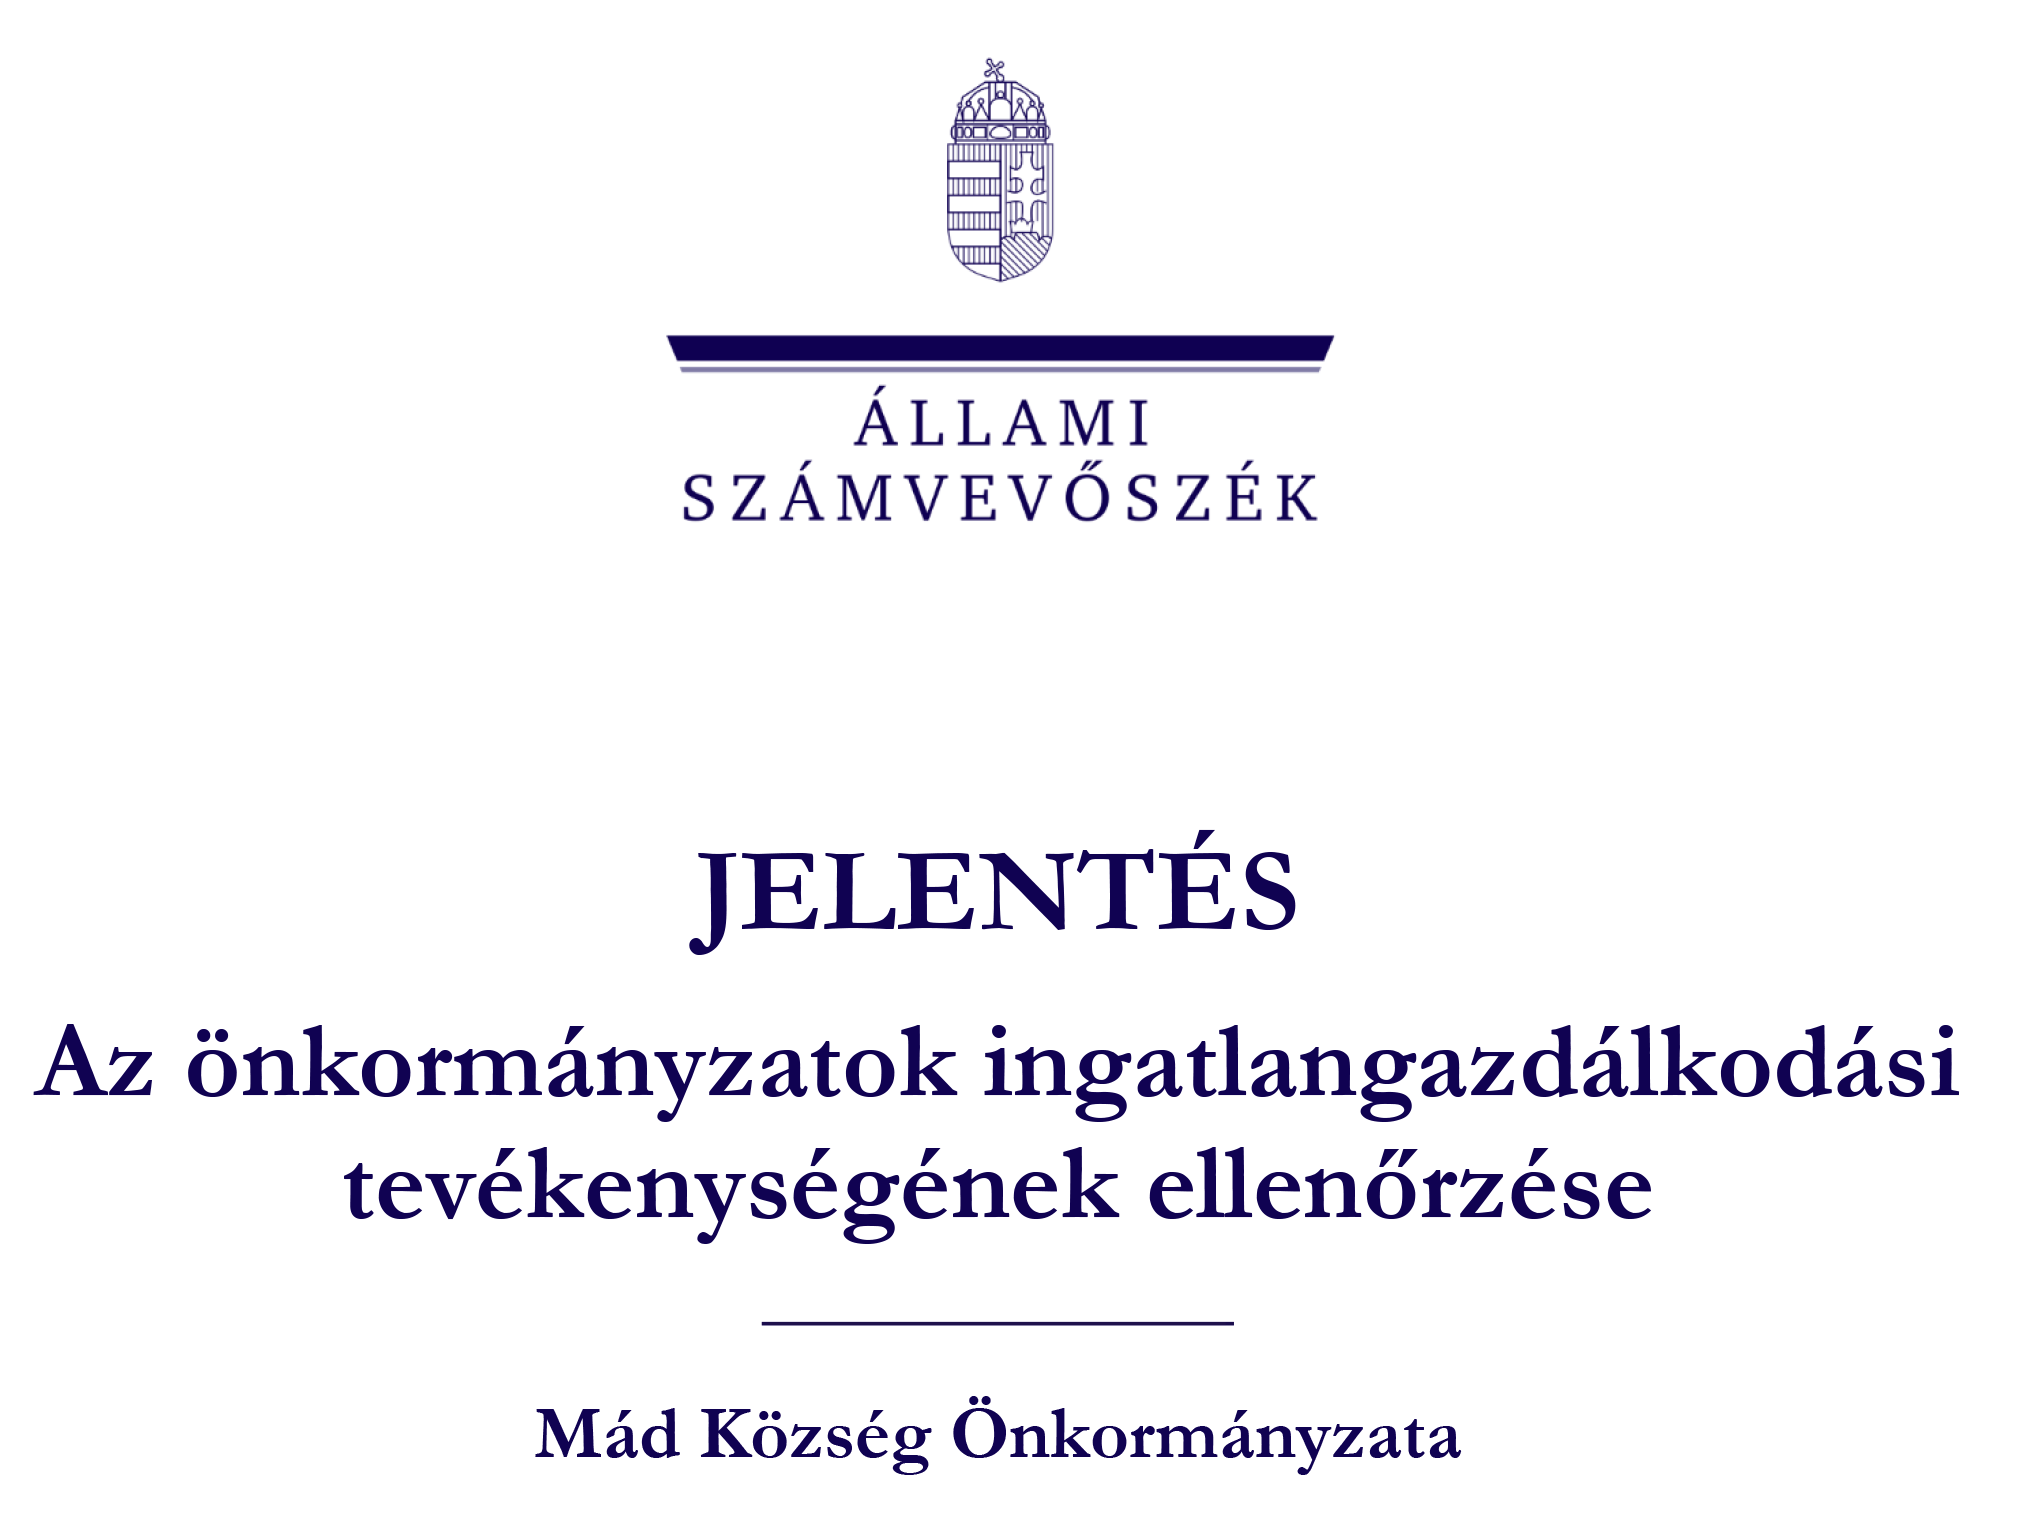 ÁLLAMI
SZÁMVEVŐSZÉK
JELENTÉS
Az önkormányzatok ingatlangazdálkodási
tevékenységének ellenőrzése
Mád Község Önkormányzata